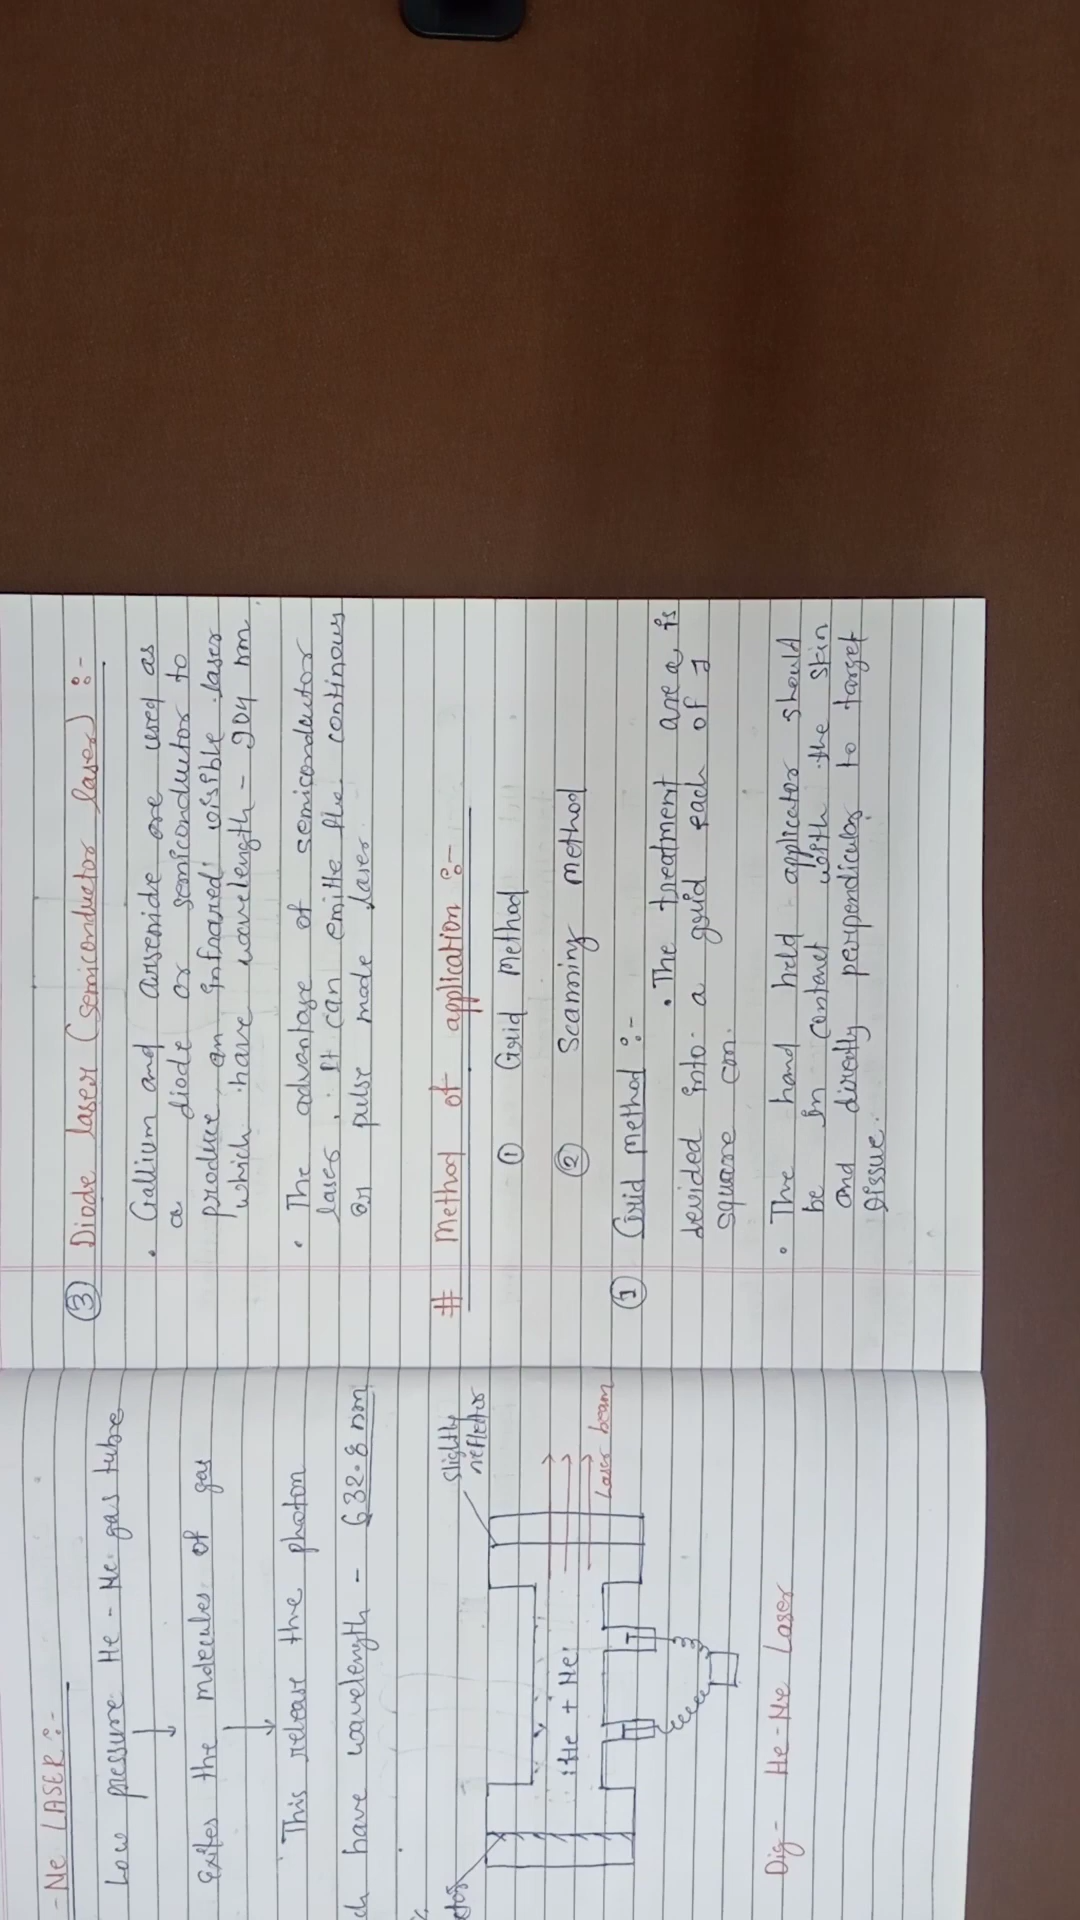 - Ne LASER :-
Low pressure He - Ne gas tube
exites the molecules of gas
This release the photon
ch have wavelength - 632.8 nm
ctor
slightly
reflector
He + Ne
Laser beam
Dig - He - Ne Laser
③ Diode laser (semiconductor laser) :-
• Gallium and arsenide are used as
a diode or semiconductor to
produce an infrared visible laser
which have wavelength - 904 nm.
• The advantage of semicondutor
laser : It can emitte the continous
or pulse mode laser
# Method of application :-
① Grid Method
② Scanning method
① Grid method :-
• The treatment area is
devided into a grid each of 1
square cm.
• The hand held applicator should
be in contact with the skin
and directly perpendicular to target
tissue.